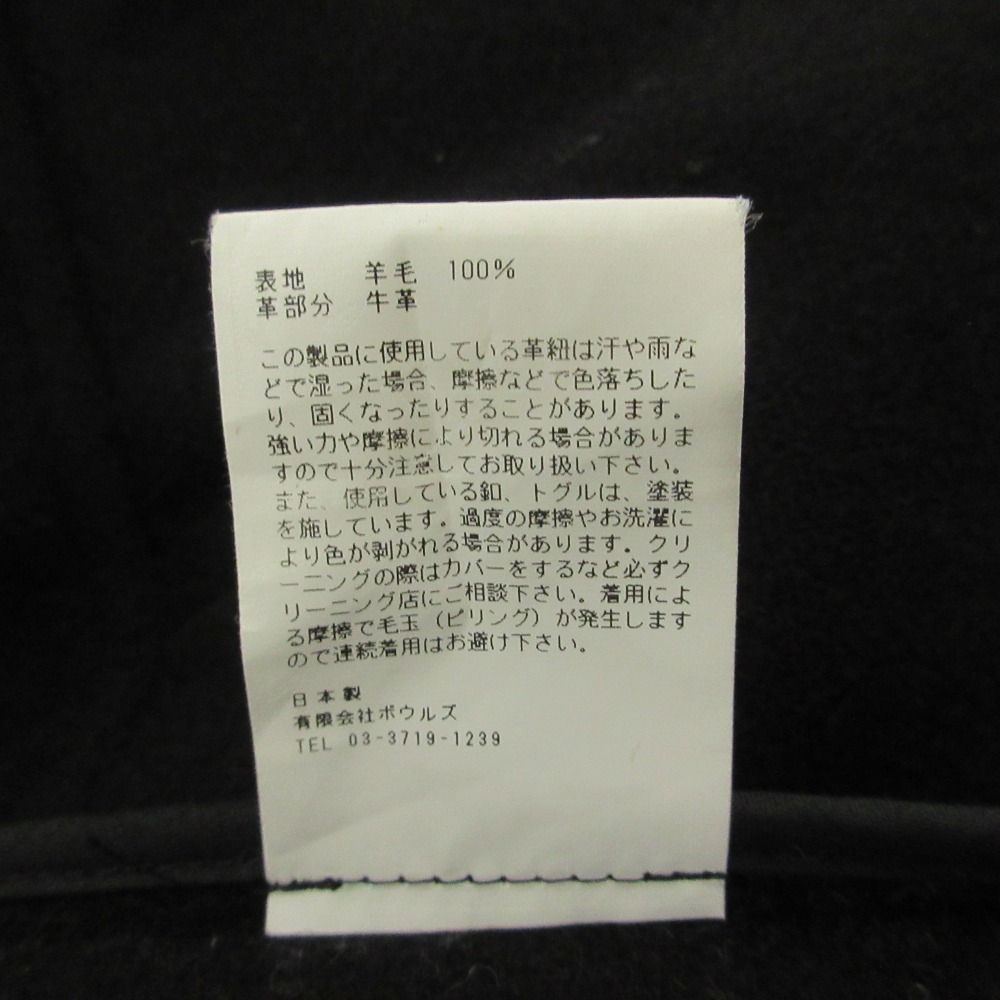 表地 羊毛 100%
革部分 牛革
この製品に使用している革紐は汗や雨な
どで湿った場合、摩擦などで色落ちした
り、固くなったりすることがあります。
強い力や摩擦により切れる場合がありま
すので十分注意してお取り扱い下さい。
また、使用している釦、トグルは、塗装
を施しています。過度の摩擦やお洗濯に
より色が剥がれる場合があります。クリ
ーニングの際はカバーをするなど必ずク
リーニング店にご相談下さい。着用によ
る摩擦で毛玉（ピリング）が発生します
ので連続着用はお避け下さい。
日本製
有限会社ボウルズ
TEL 03-3719-1239